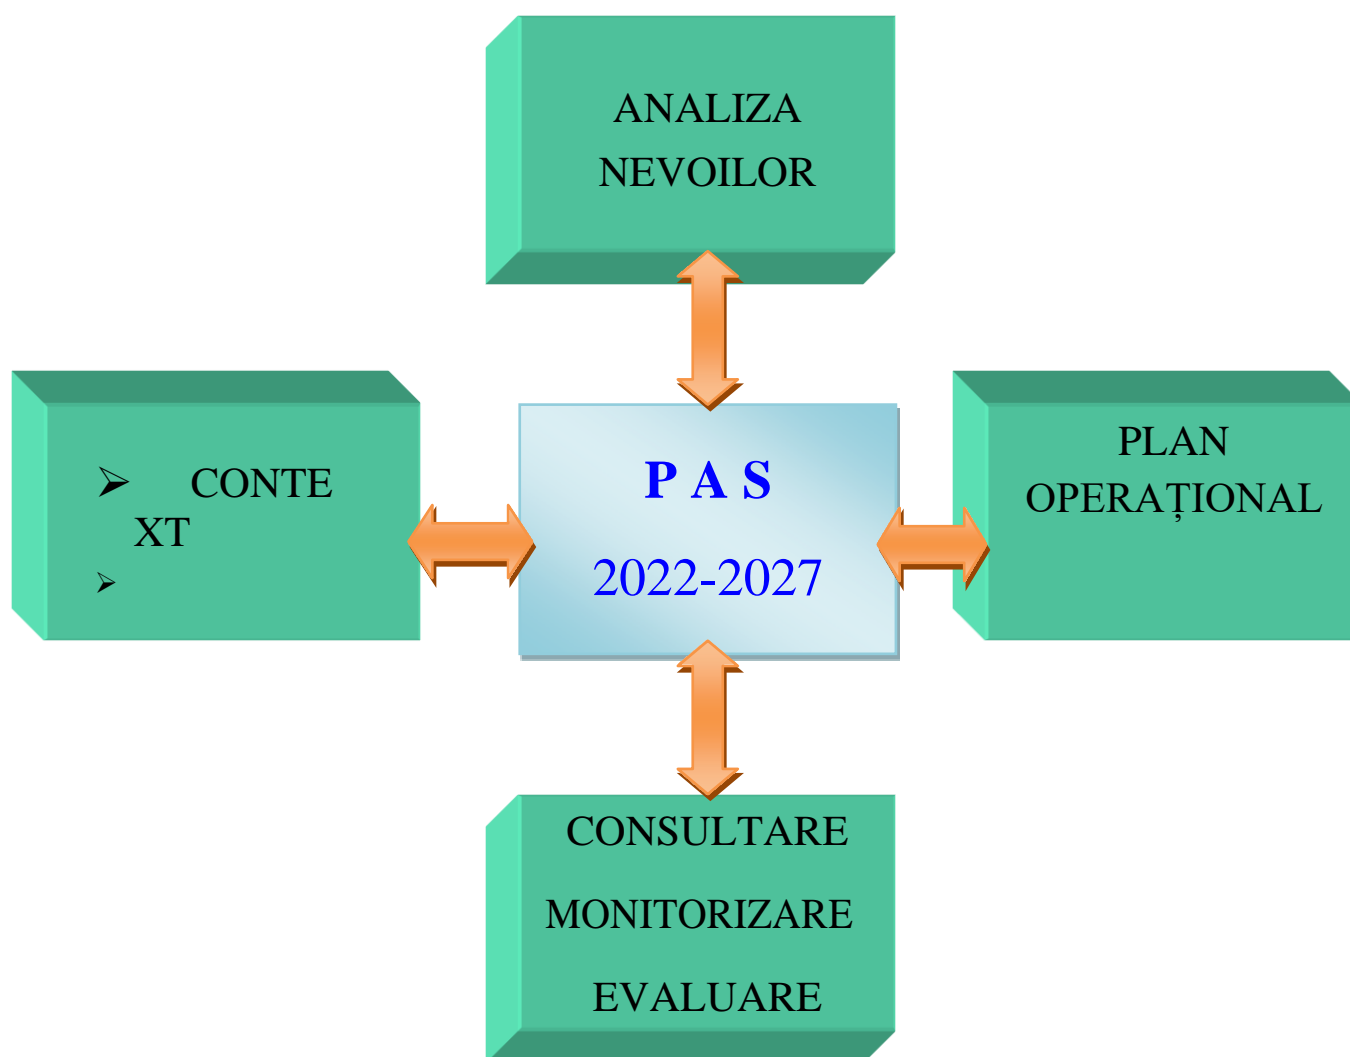 ANALIZA
NEVOILOR
➢ CONTE
XT
➢
P A S
2022-2027
PLAN
OPERAȚIONAL
CONSULTARE
MONITORIZARE
EVALUARE